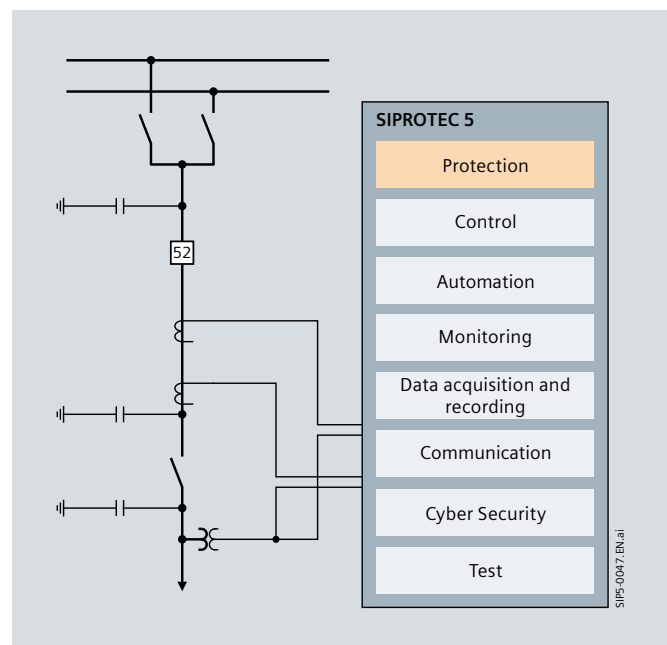 SIPROTEC 5
Protection
Control
52
Automation
Monitoring
Data acquisition and
recording
Communication
Cyber Security
Test
SIP5-0047.EN.ai